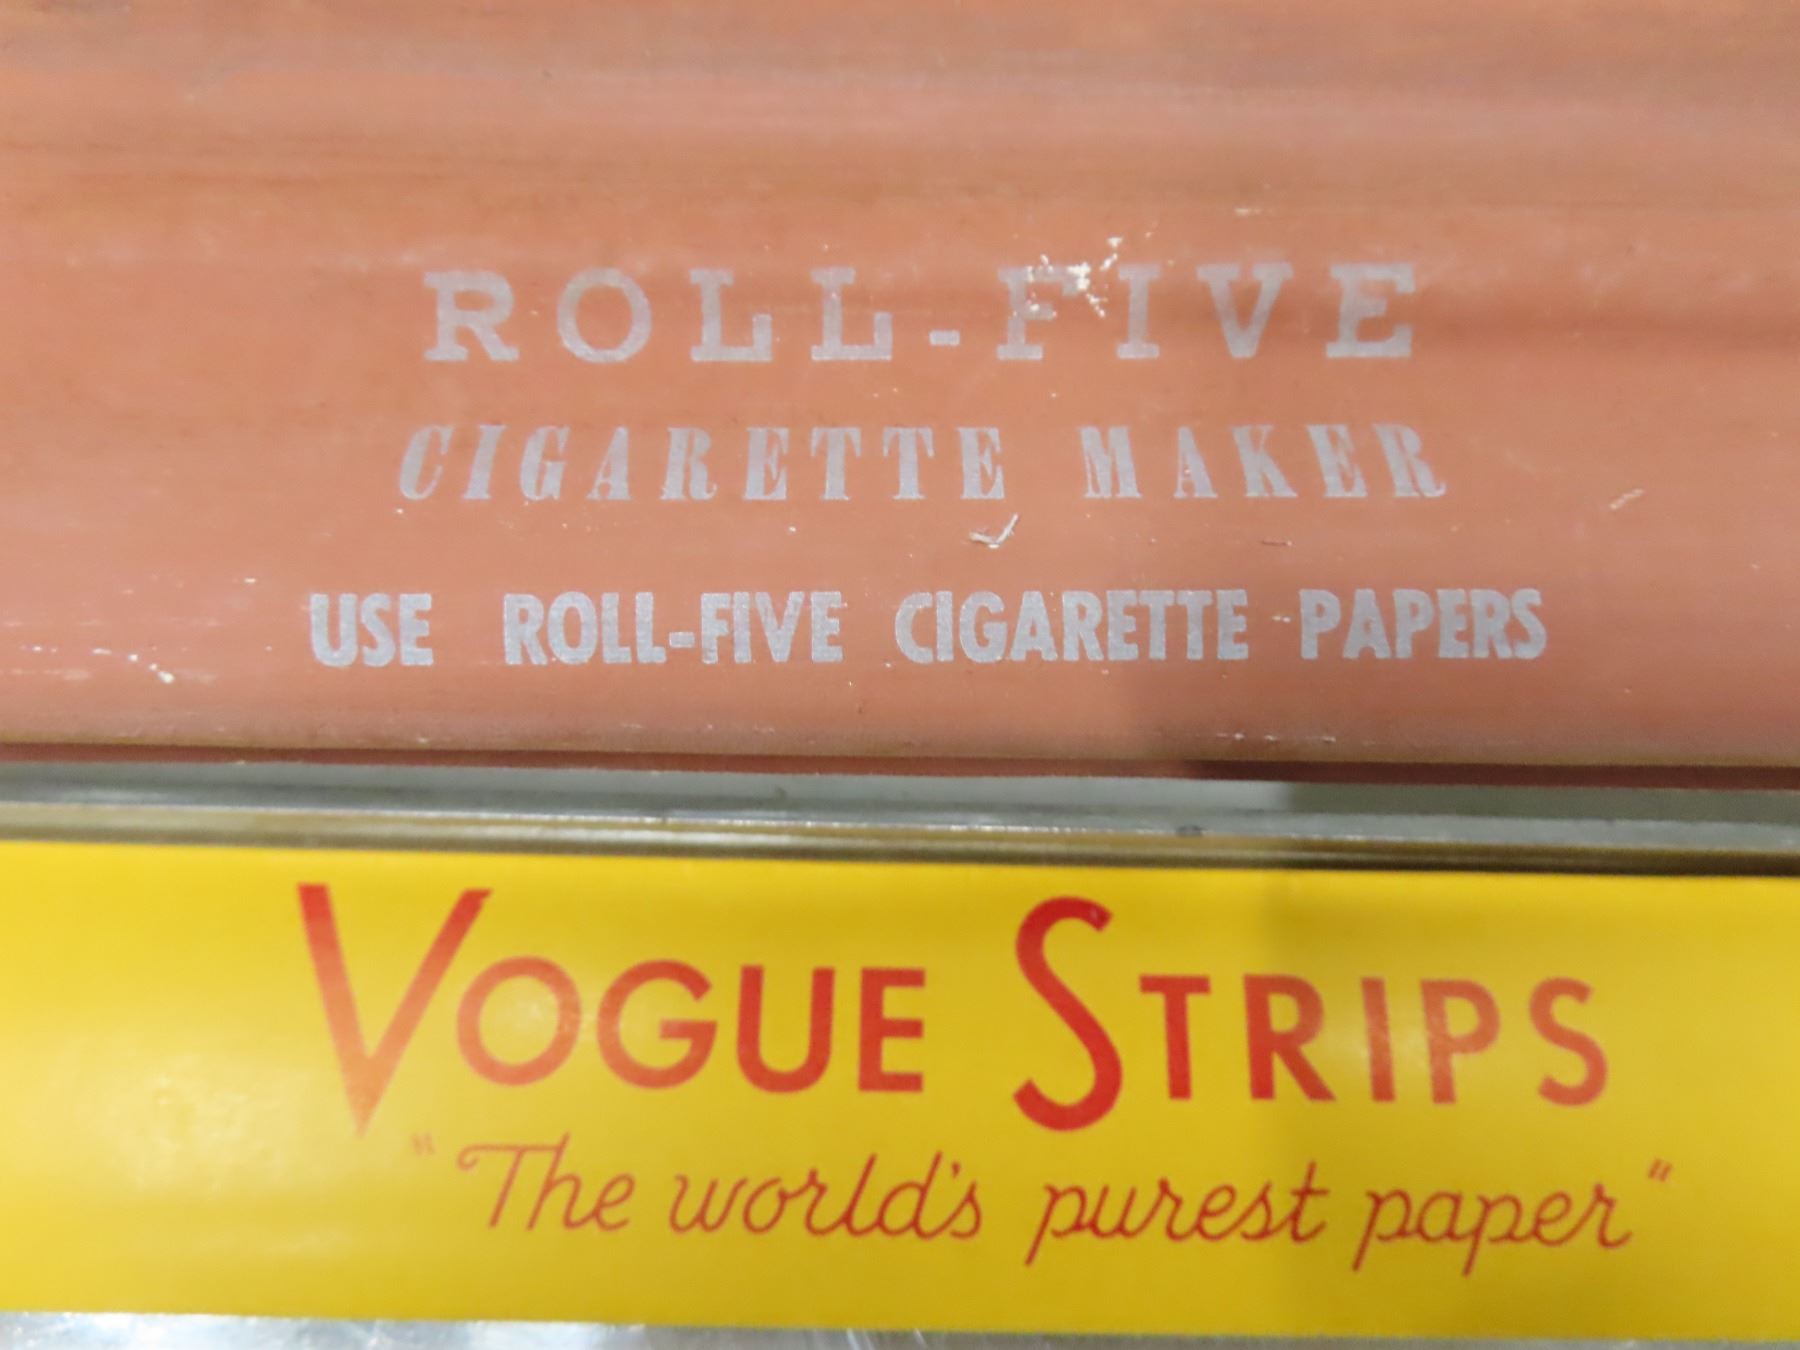 ROLL-FIVE
CIGARETTE MAKER
USE ROLL-FIVE CIGARETTE PAPERS
VOGUE STRIPS
"The world's purest paper"